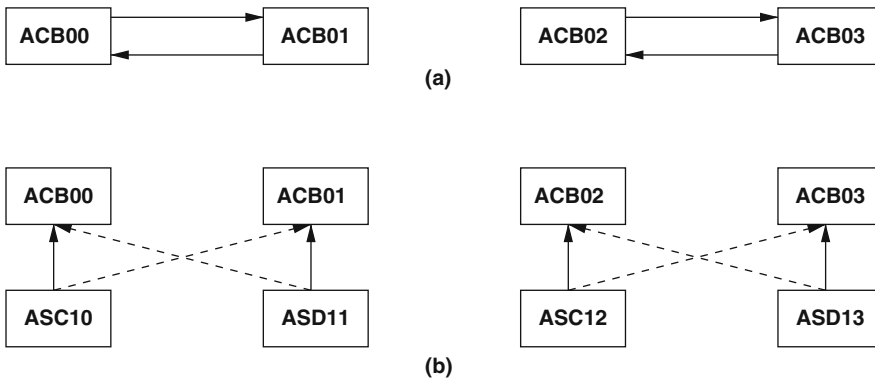 ACB00 ACB01 ACB02 ACB03
(a)
ACB00 ACB01 ACB02 ACB03
ASC10 ASD11 ASC12 ASD13
(b)